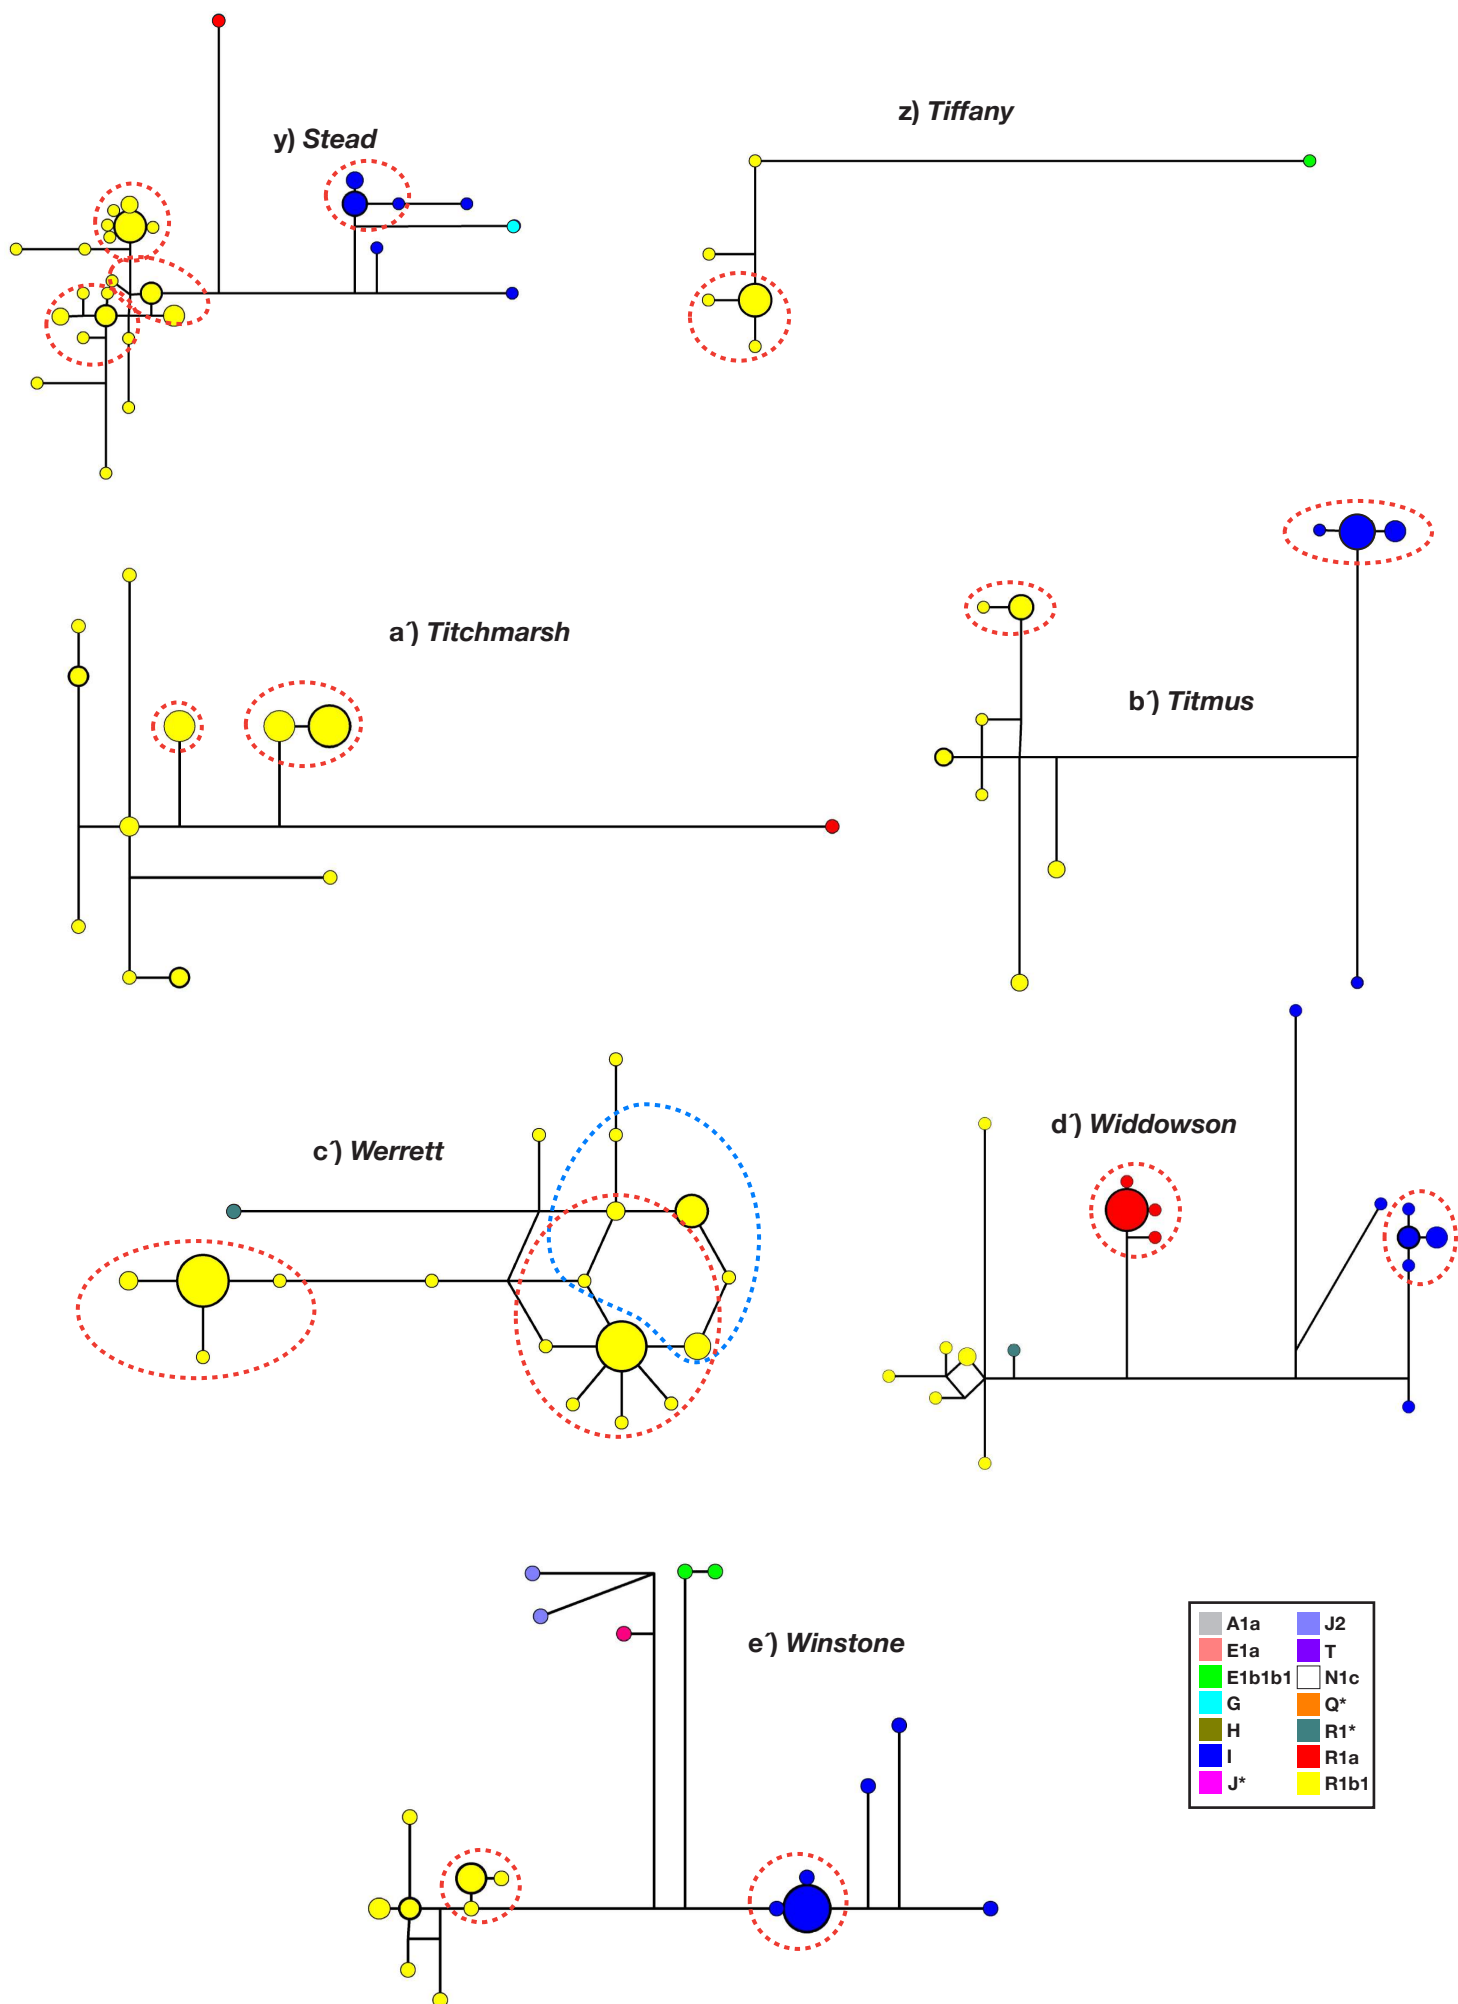 y) Stead
z) Tiffany
a´) Titchmarsh
b´) Titmus
c´) Werrett
d´) Widdowson
e´) Winstone
A1a J2
E1a T
E1b1b1 N1c
G Q*
H R1*
I R1a
J* R1b1